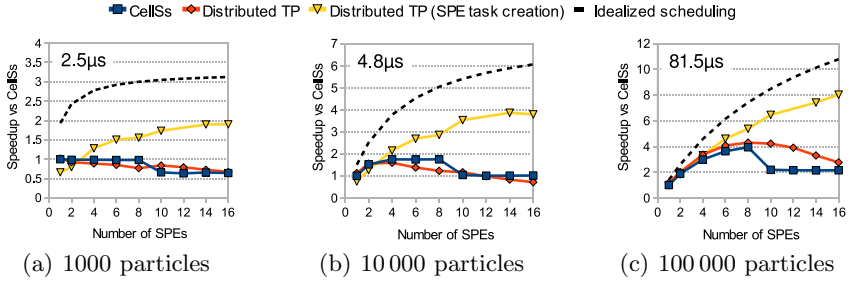 CellSs Distributed TP Distributed TP (SPE task creation) Idealized scheduling
Speedup vs CellSs
4
3.5
3
2.5
2
1.5
1
0.5
0
2.5µs
0 2 4 6 8 10 12 14 16
Number of SPEs
(a) 1000 particles
Speedup vs CellSs
7
6
5
4
3
2
1
0
4.8µs
0 2 4 6 8 10 12 14 16
Number of SPEs
(b) 10 000 particles
Speedup vs CellSs
12
10
8
6
4
2
0
81.5µs
0 2 4 6 8 10 12 14 16
Number of SPEs
(c) 100 000 particles